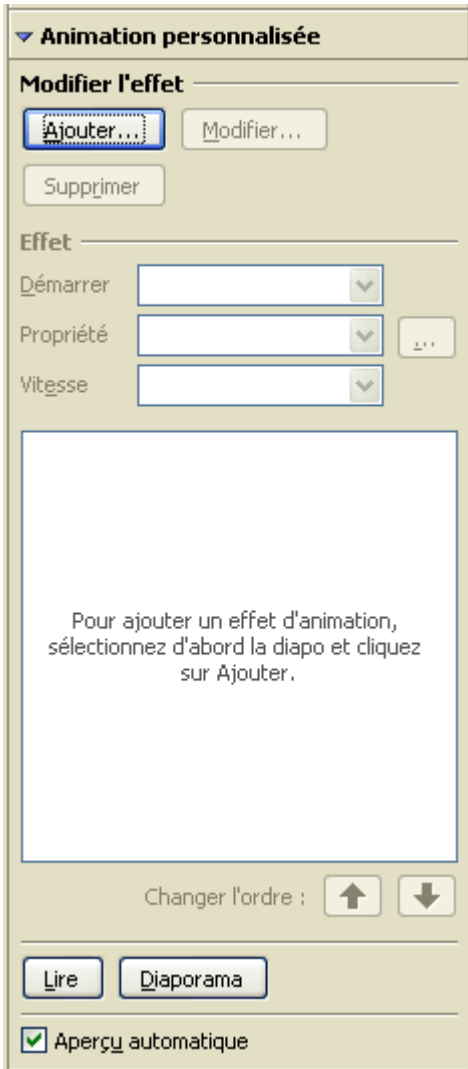 Animation personnalisée
Modifier l'effet
Ajouter... Modifier...
Supprimer
Effet
Démarrer
Propriété ...
Vitesse
Pour ajouter un effet d'animation,
sélectionnez d'abord la diapo et cliquez
sur Ajouter.
Changer l'ordre :
Lire Diaporama
Aperçu automatique